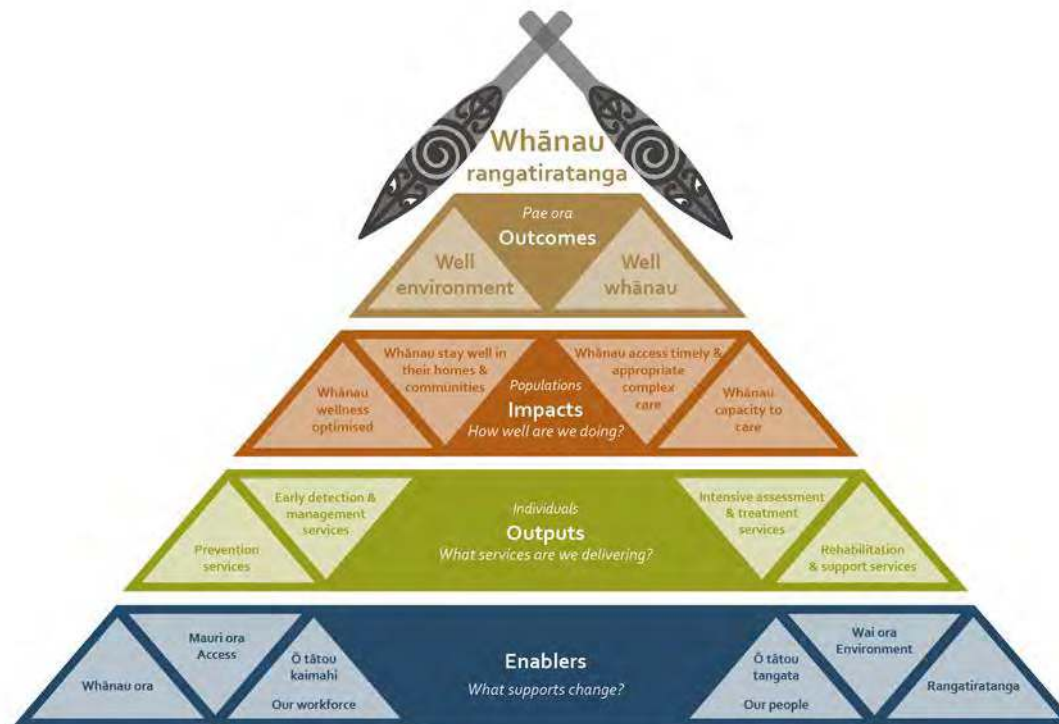 Whānau
rangatiratanga
Pae ora
Outcomes
Well
environment
Well
whānau
Whānau
wellness
optimised
Whānau stay well in
their homes &
communities
Populations
Impacts
How well are we doing?
Whānau access timely &
appropriate
complex
care
Whānau
capacity to
care
Prevention
services
Early detection &
management
services
Individuals
Outputs
What services are we delivering?
Intensive assessment
& treatment
services
Rehabilitation
& support services
Whānau ora
Mauri ora
Access
Ō tātou
kaimahi
Our workforce
Enablers
What supports change?
Ō tātou
tangata
Our people
Wai ora
Environment
Rangatiratanga